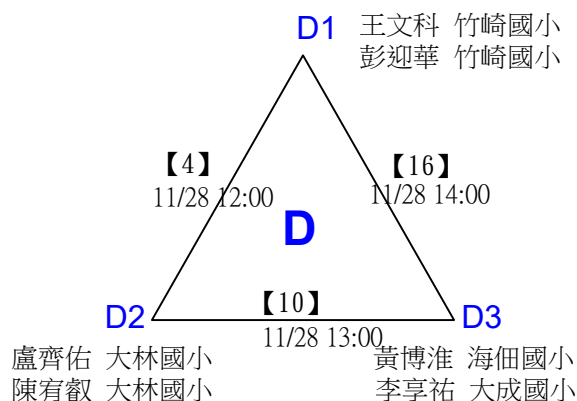 D1
王文科 竹崎國小
彭迎華 竹崎國小
【4】
11/28 12:00
【16】
11/28 14:00
D
D2
【10】
11/28 13:00
D3
盧齊佑 大林國小
陳宥叡 大林國小
黃博淮 海佃國小
李享祐 大成國小